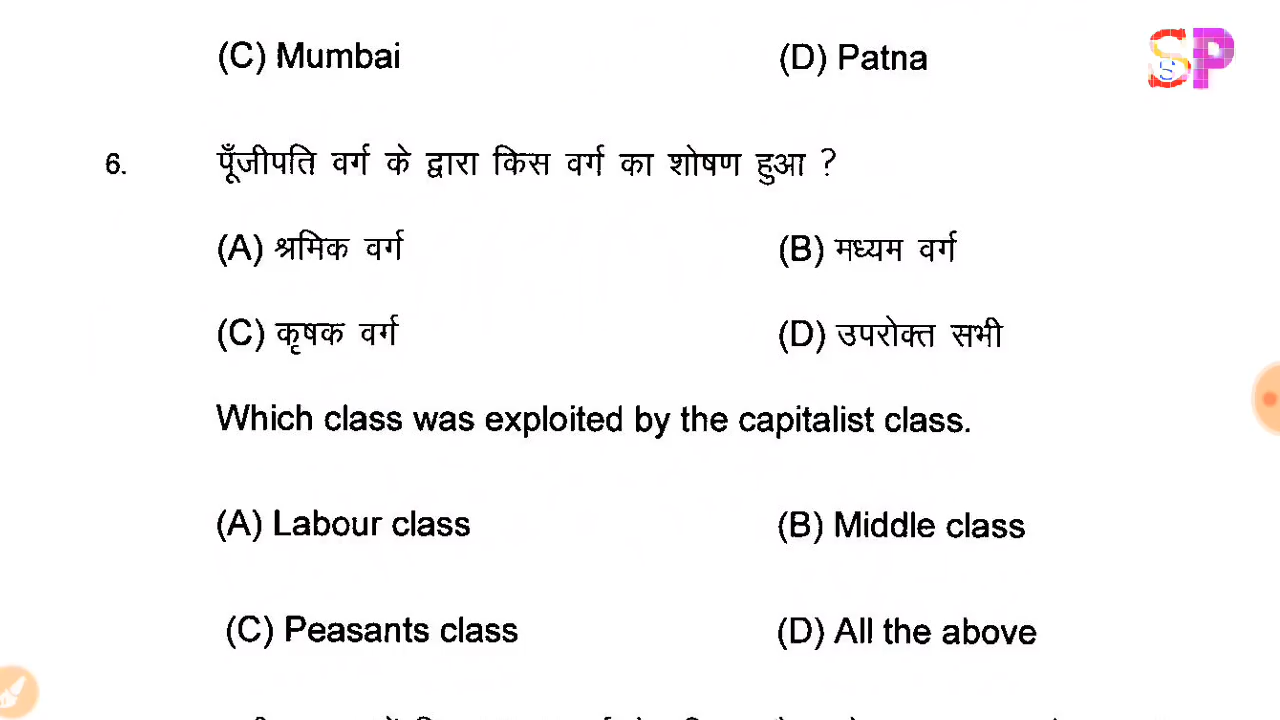 (C) Mumbai (D) Patna
SP
S
6. पूँजीपति वर्ग के द्वारा किस वर्ग का शोषण हुआ ?
(A) श्रमिक वर्ग (B) मध्यम वर्ग
(C) कृषक वर्ग (D) उपरोक्त सभी
Which class was exploited by the capitalist class.
(A) Labour class (B) Middle class
(C) Peasants class (D) All the above